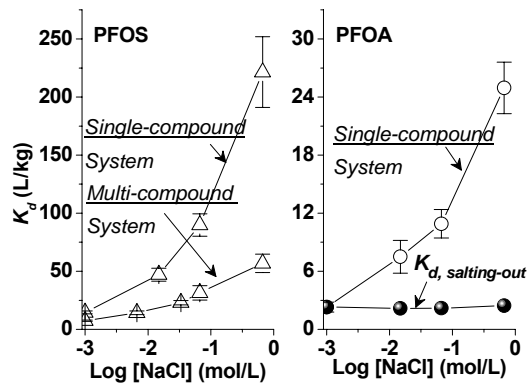 PFOS
PFOA
K_d (L/kg)
250
200
150
100
50
0
Single-compound
System
Multi-compound
System
-3 -2 -1 0
Log [NaCl] (mol/L)
30
24
18
12
6
0
Single-compound
System
K_d, salting-out
-3 -2 -1 0
Log [NaCl] (mol/L)